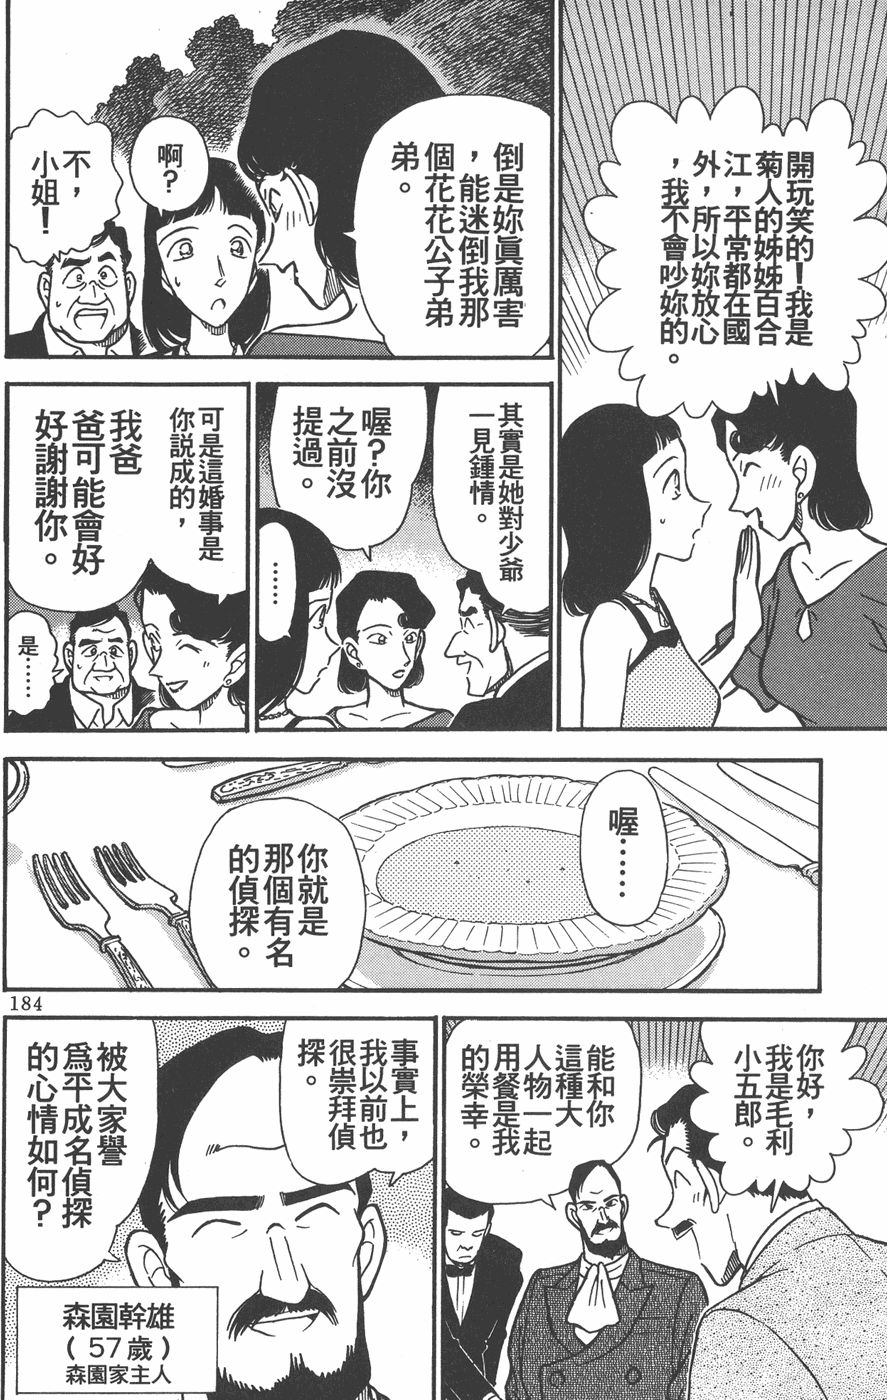 開玩笑的！我是
菊人的姊姊百合
江，平常都在國
外，所以妳放心
，我不會吵妳的。
倒是妳眞厲害
，能迷倒我那
個花花公子弟
弟。
啊？
不，
小姐！
其實是她對少爺
一見鍾情。
喔？你
之前沒
提過。
⋯⋯
可是這婚事是
你説成的，
我爸
爸可能會好
好謝謝你。
是⋯⋯
喔⋯⋯
你就是
那個有名
的偵探。
184
你好，
我是毛利
小五郎。
能和你
這種大
人物一起
用餐是我
的榮幸。
事實上，
我以前也
很崇拜偵
探。
被大家譽
爲平成名偵探
的心情如何？
森園幹雄
（57歲）
森園家主人